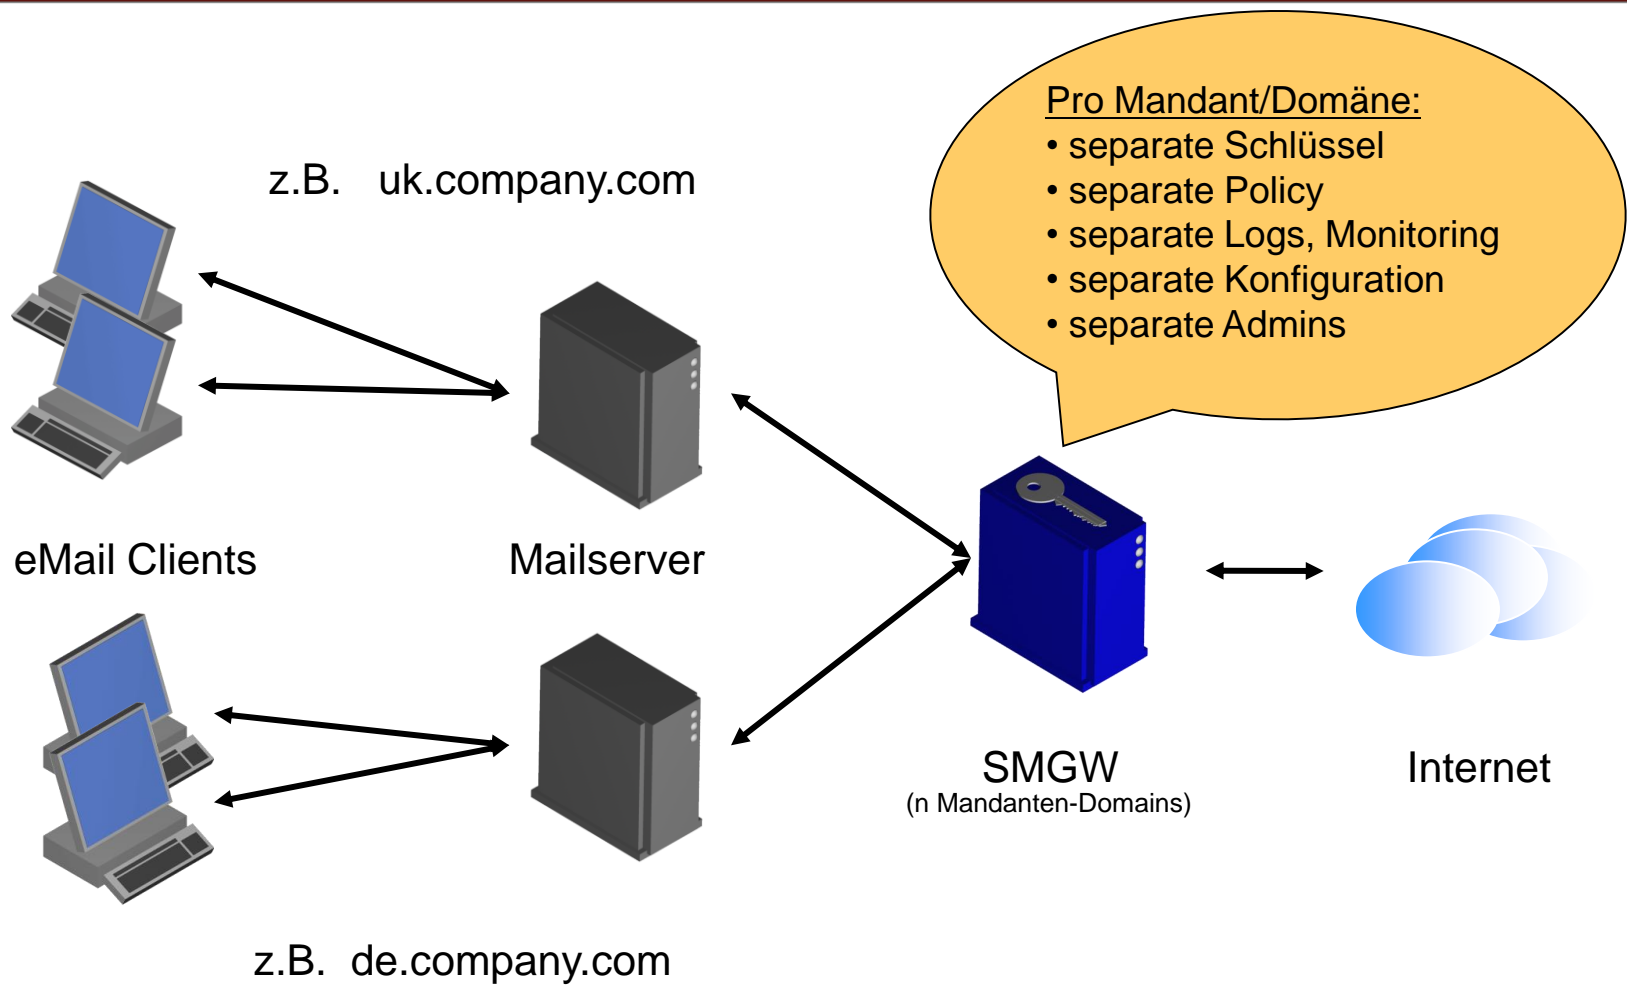 Pro Mandant/Domäne:
• separate Schlüssel
• separate Policy
• separate Logs, Monitoring
• separate Konfiguration
• separate Admins
z.B. uk.company.com
eMail Clients
Mailserver
SMGW
(n Mandanten-Domains)
Internet
z.B. de.company.com